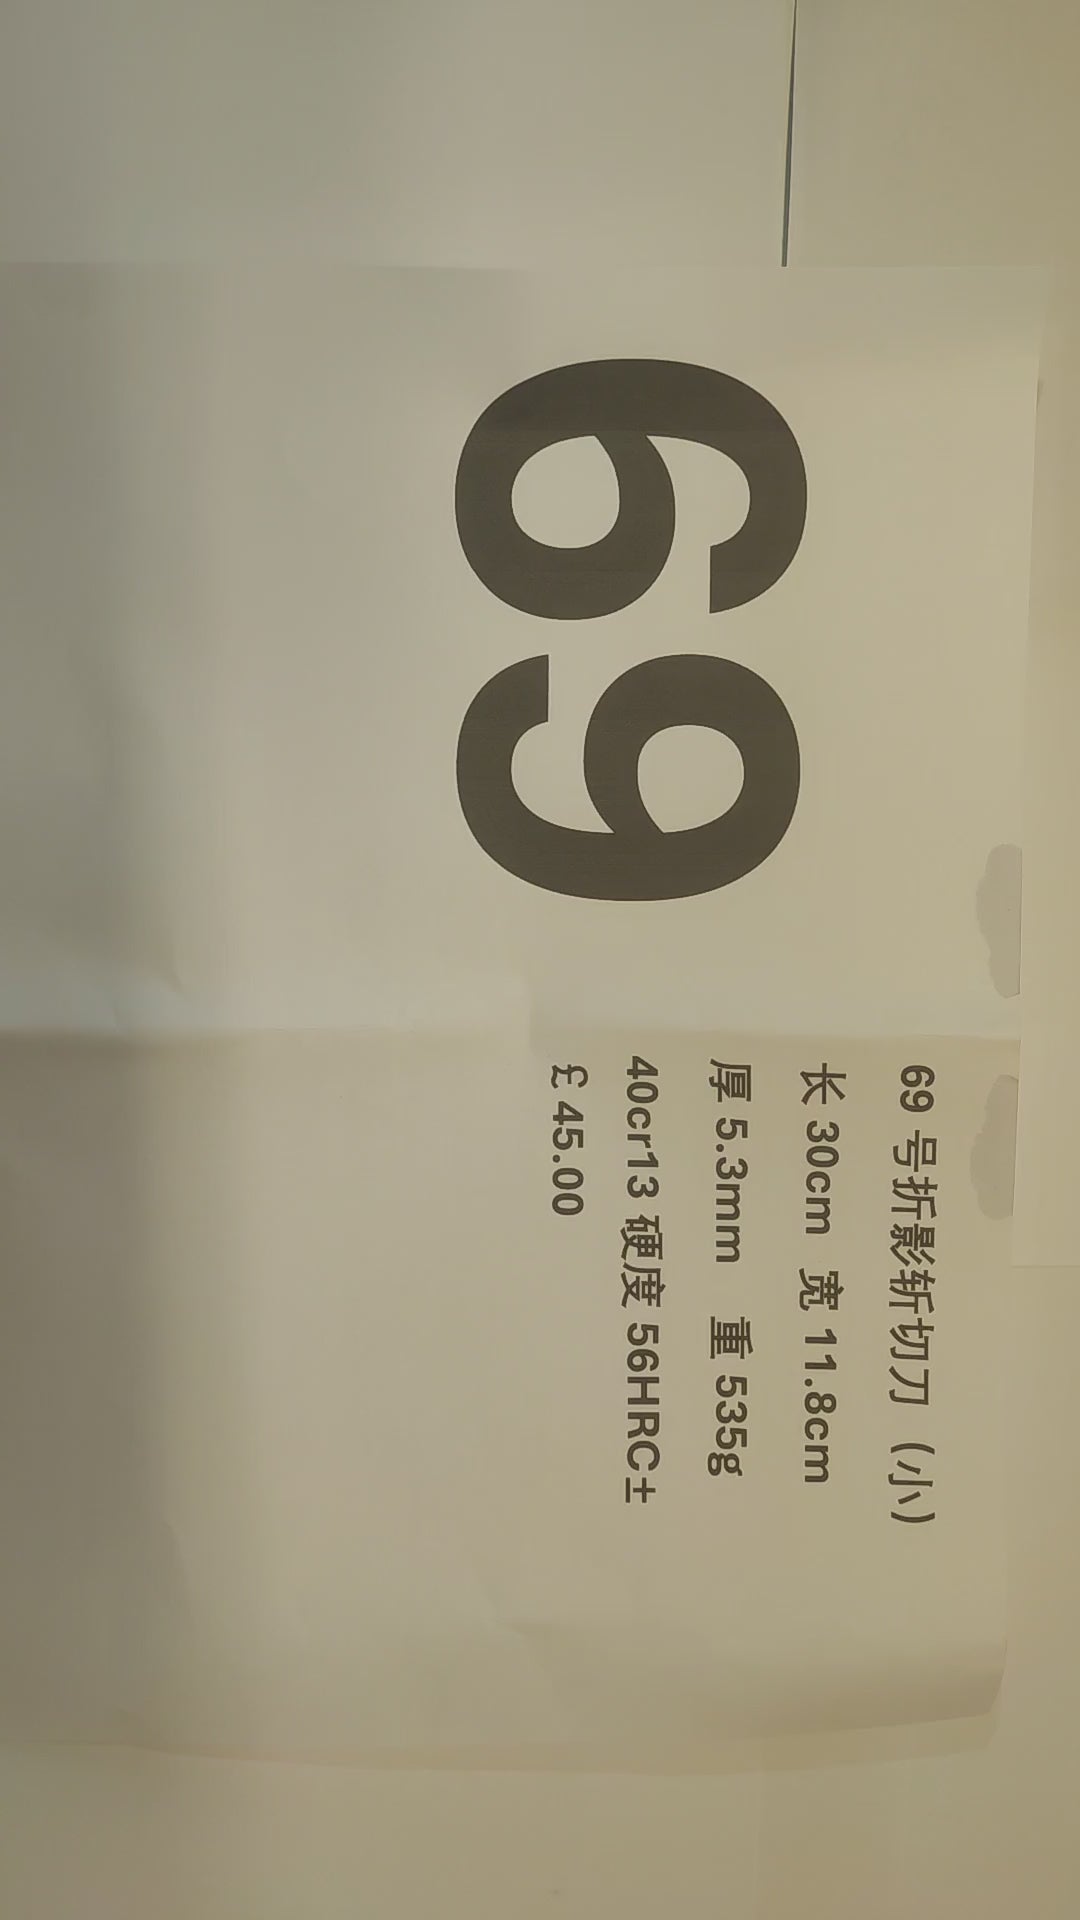 69
69 号折影斩切刀（小）
长 30cm 宽 11.8cm
厚 5.3mm 重 535g
40cr13 硬度 56HRC±
£ 45.00